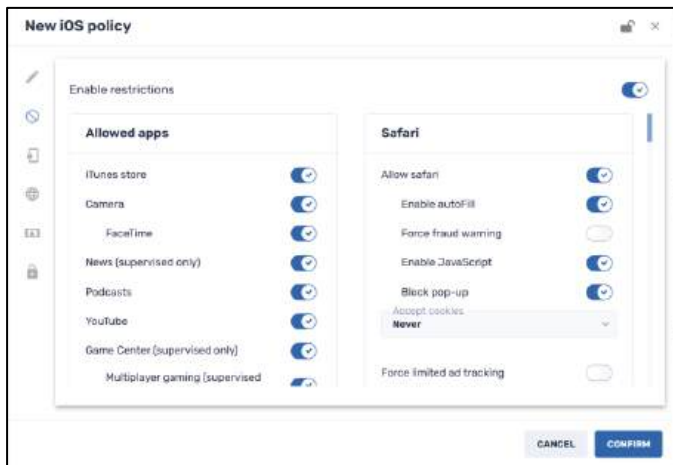 New iOS policy
Enable restrictions
Allowed apps
iTunes store
Camera
FaceTime
News (supervised only)
Podcasts
YouTube
Game Center (supervised only)
Multiplayer gaming (supervised
Safari
Allow safari
Enable autoFill
Force fraud warning
Enable JavaScript
Block pop-up
Accept cookies
Never
Force limited ad tracking
CANCEL
CONFIRM